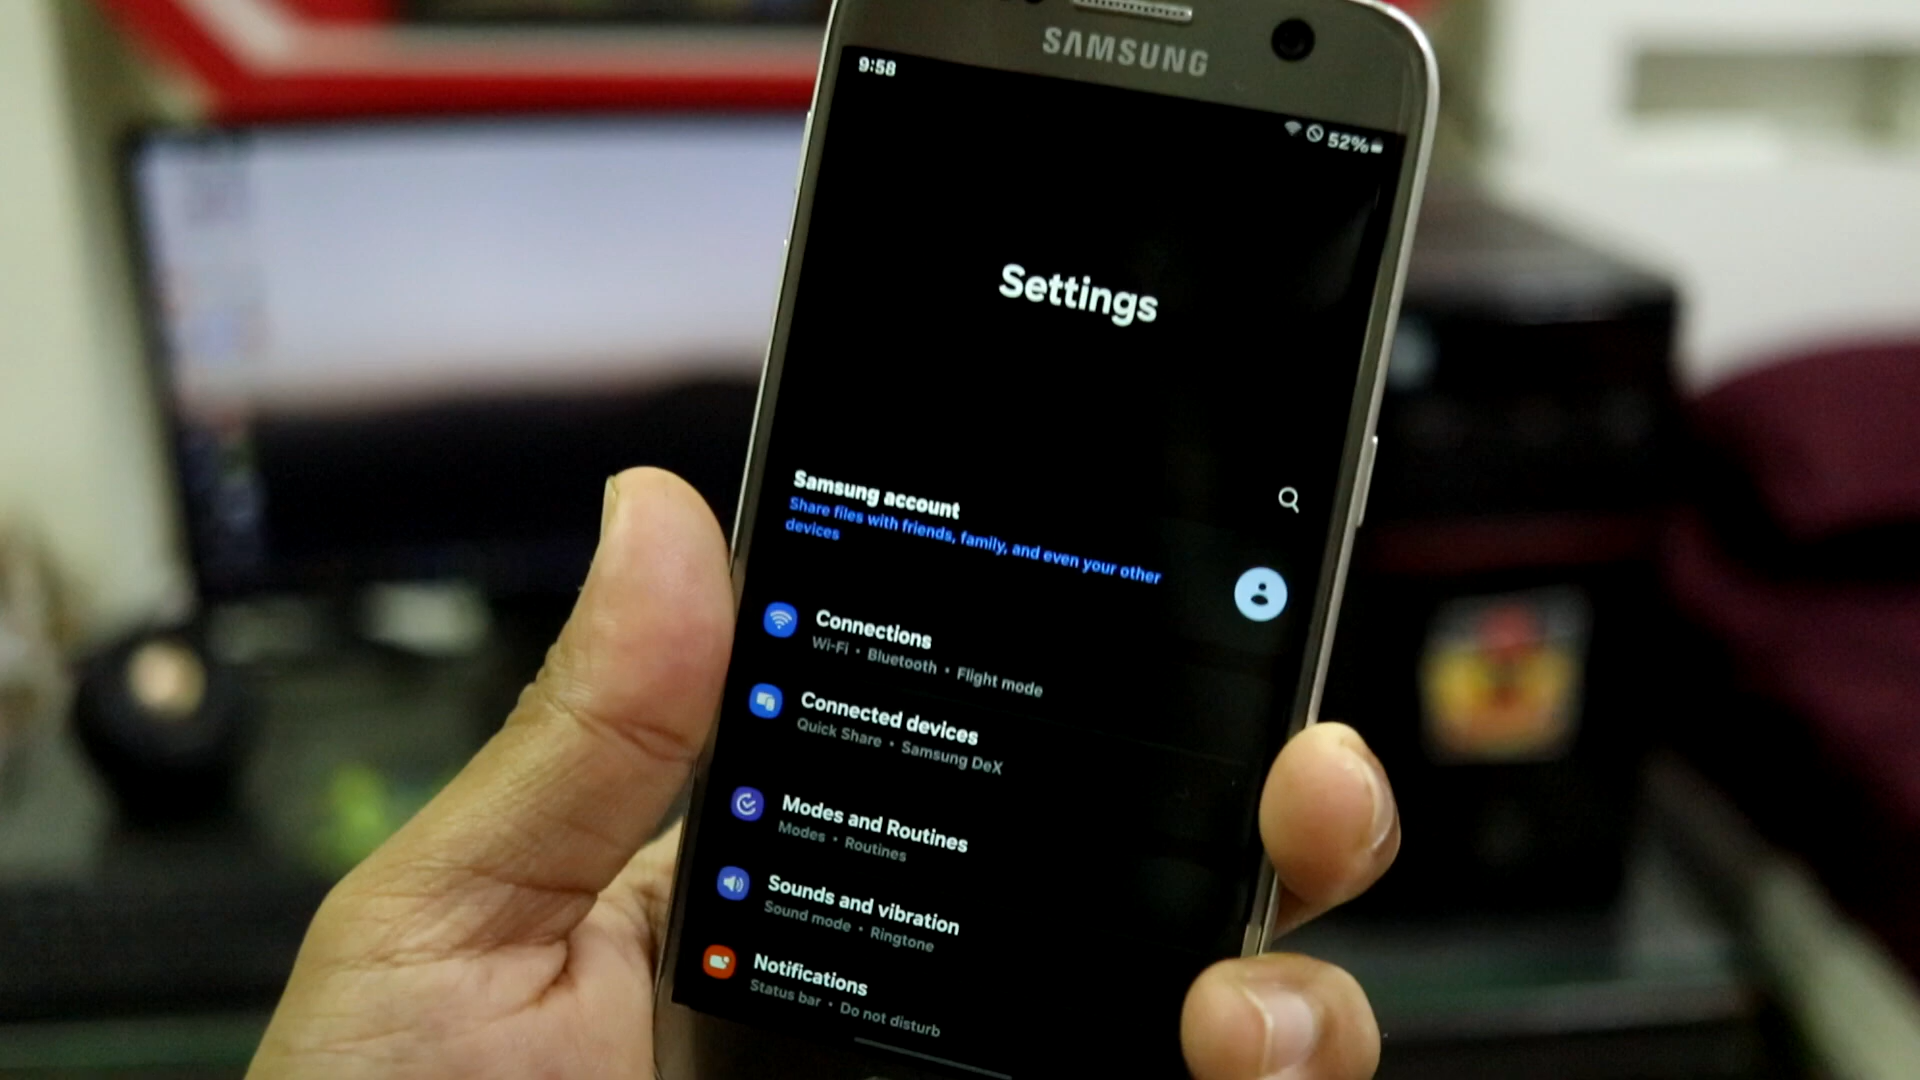 SAMSUNG
9:58
52%
Settings
Samsung account
Share files with friends, family, and even your other
devices
Connections
Wi-Fi • Bluetooth • Flight mode
Connected devices
Quick Share • Samsung DeX
Modes and Routines
Modes • Routines
Sounds and vibration
Sound mode • Ringtone
Notifications
Status bar • Do not disturb